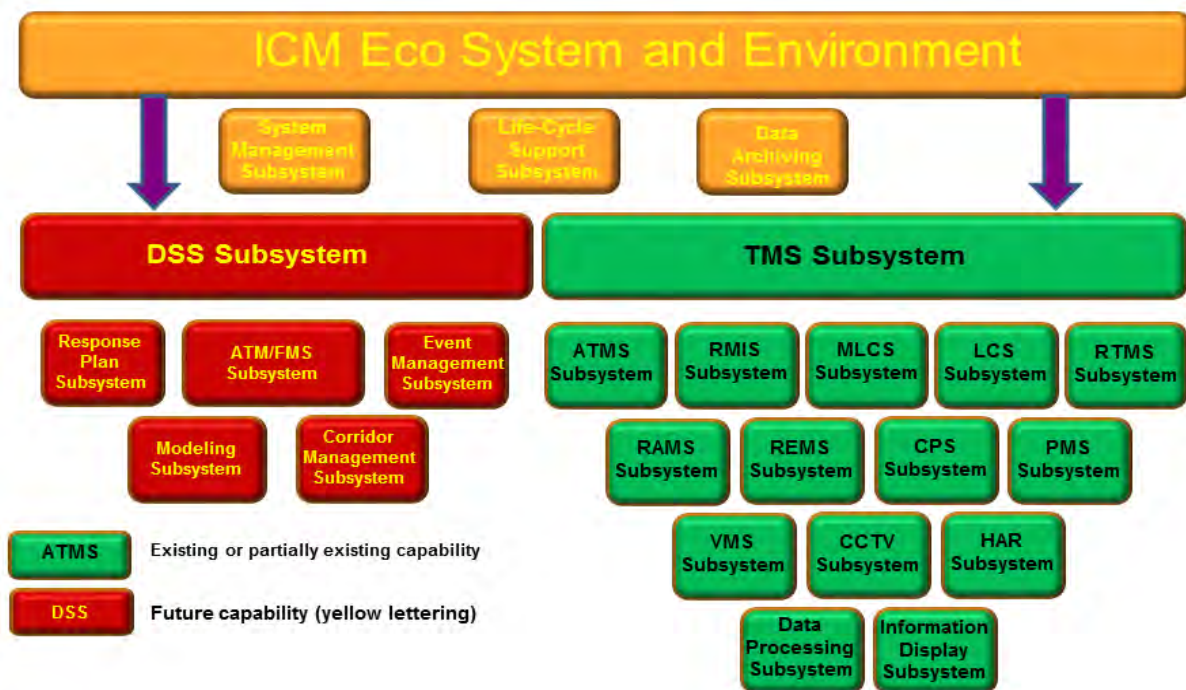 ICM Eco System and Environment
System
Management
Subsystem
Life-Cycle
Support
Subsystem
Data
Archiving
Subsystem
DSS Subsystem
TMS Subsystem
Response
Plan
Subsystem
ATM/FMS
Subsystem
Event
Management
Subsystem
Modeling
Subsystem
Corridor
Management
Subsystem
ATMS
Subsystem
RMIS
Subsystem
MLCS
Subsystem
LCS
Subsystem
RTMS
Subsystem
RAMS
Subsystem
REMS
Subsystem
CPS
Subsystem
PMS
Subsystem
VMS
Subsystem
CCTV
Subsystem
HAR
Subsystem
Data
Processing
Subsystem
Information
Display
Subsystem
ATMS
Existing or partially existing capability
DSS
Future capability (yellow lettering)